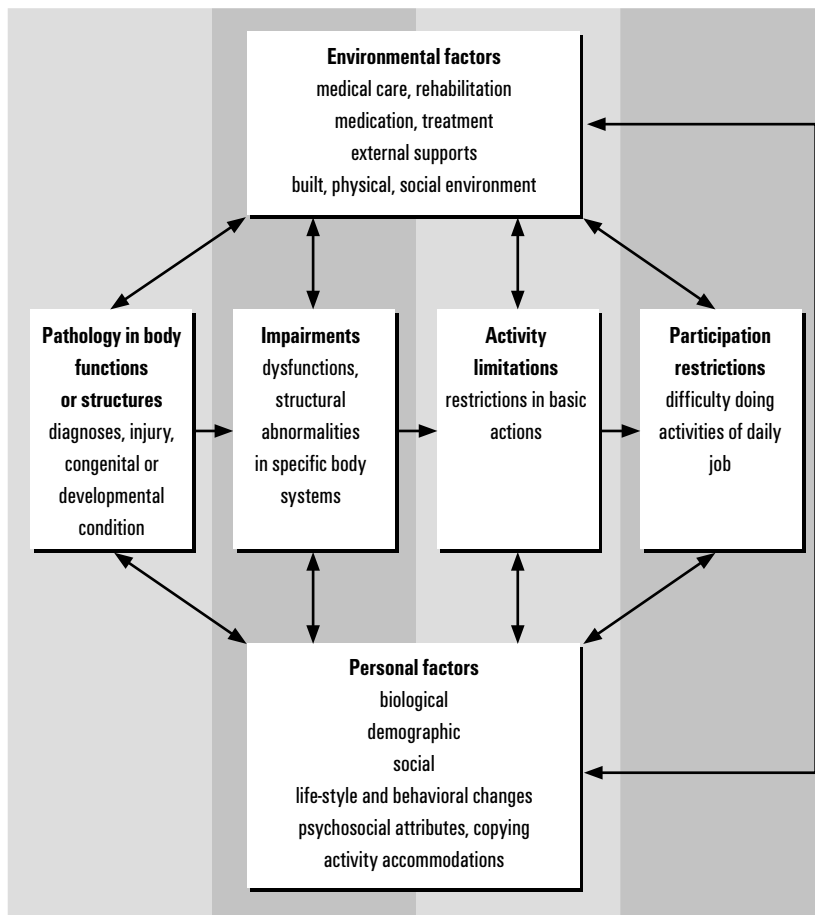 Environmental factors
medical care, rehabilitation
medication, treatment
external supports
built, physical, social environment
Pathology in body
functions
or structures
diagnoses, injury,
congenital or
developmental
condition
Impairments
dysfunctions,
structural
abnormalities
in specific body
systems
Activity
limitations
restrictions in basic
actions
Participation
restrictions
difficulty doing
activities of daily
job
Personal factors
biological
demographic
social
life-style and behavioral changes
psychosocial attributes, copying
activity accommodations